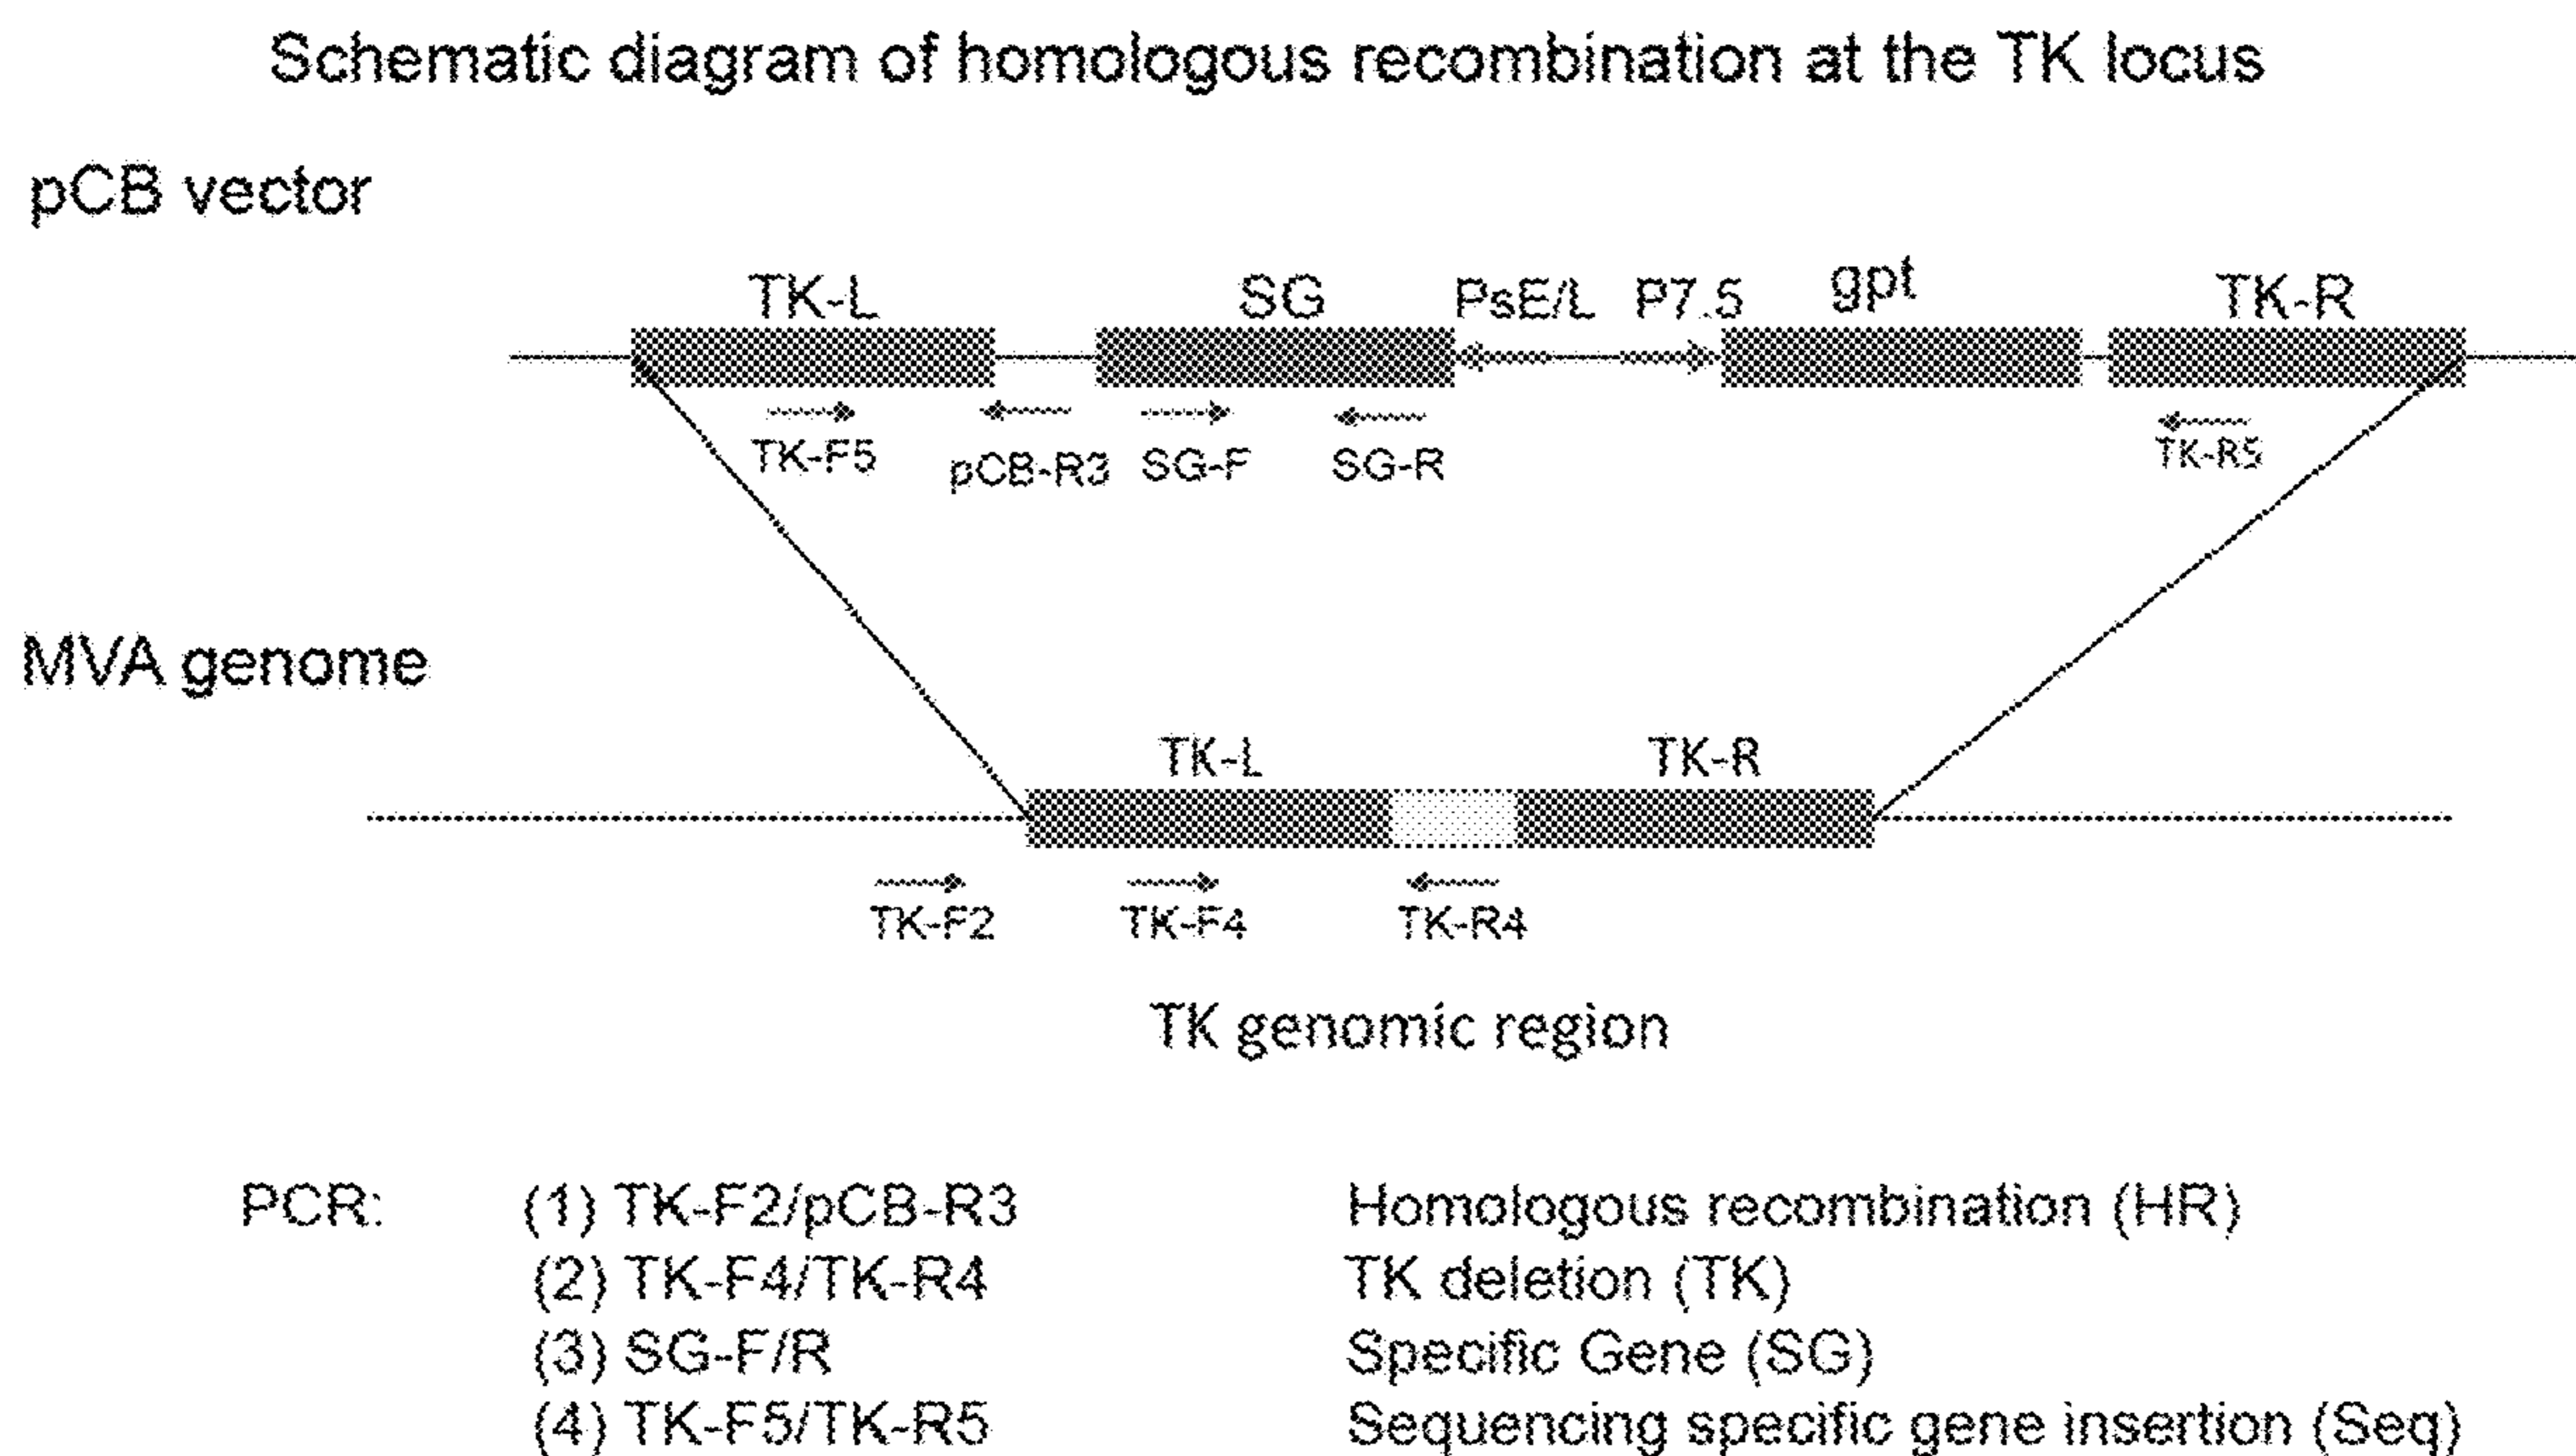 Schematic diagram of homologous recombination at the TK locus
pCB vector
TK-L SG PsE/L P7.5 gpt TK-R
TK-F5 pCB-R3 SG-F SG-R TK-R5
MVA genome
TK-L TK-R
TK-F2 TK-F4 TK-R4
TK genomic region
PCR: (1) TK-F2/pCB-R3 Homologous recombination (HR)
(2) TK-F4/TK-R4 TK deletion (TK)
(3) SG-F/R Specific Gene (SG)
(4) TK-F5/TK-R5 Sequencing specific gene insertion (Seq)